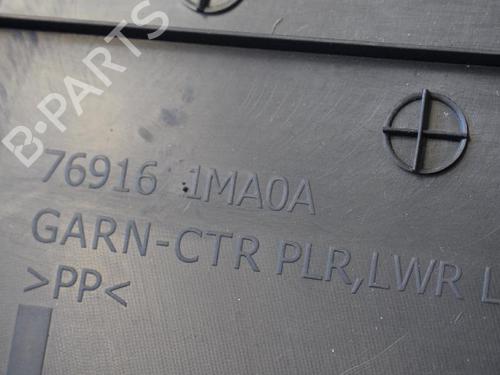 B-PARTS
76916 1MA0A
GARN-CTR PLR, LWR L
>PP<